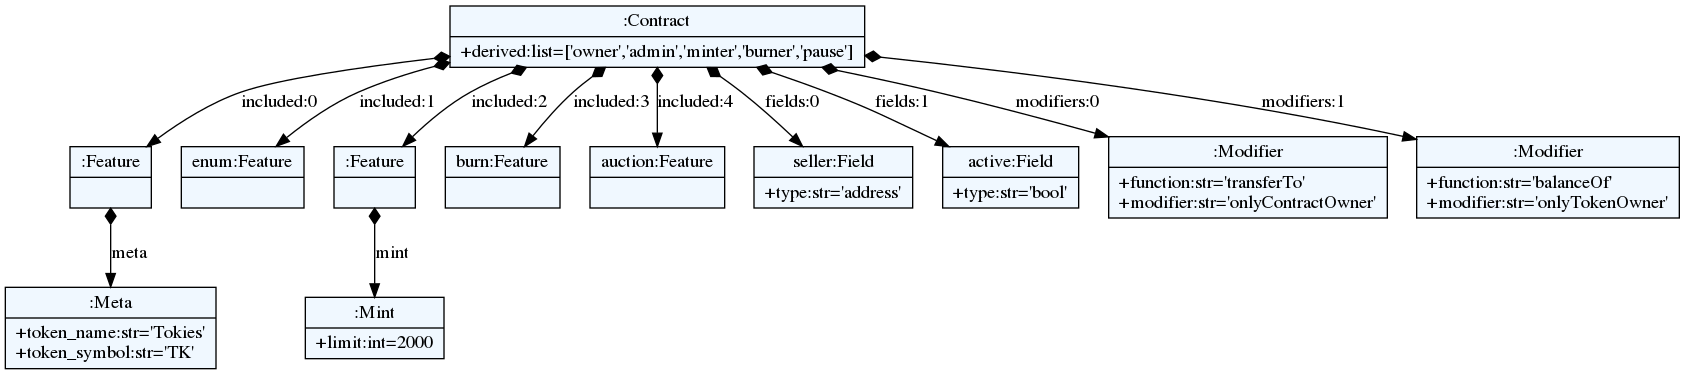 :Contract
+derived:list=['owner','admin','minter','burner','pause']
included:0
included:1
included:2
included:3
included:4
fields:0
fields:1
modifiers:0
modifiers:1
:Feature
enum:Feature
:Feature
burn:Feature
auction:Feature
seller:Field
+type:str='address'
active:Field
+type:str='bool'
:Modifier
+function:str='transferTo'
+modifier:str='onlyContractOwner'
:Modifier
+function:str='balanceOf'
+modifier:str='onlyTokenOwner'
meta
mint
:Meta
+token_name:str='Tokies'
+token_symbol:str='TK'
:Mint
+limit:int=2000